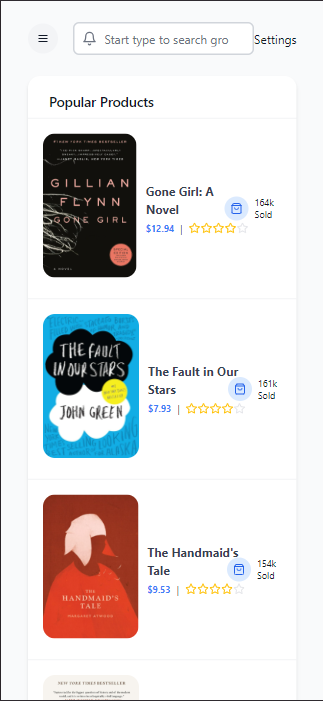 Start type to search gro
Settings
Popular Products
GILLIAN
FLYNN
GONE GIRL
A NOVEL
Gone Girl: A
Novel
$12.94 |
164k
Sold
THE FAULT
IN OUR STARS
JOHN GREEN
The Fault in Our
Stars
$7.93 |
161k
Sold
THE
HANDMAID'S
TALE
MARGARET ATWOOD
The Handmaid's
Tale
$9.53 |
154k
Sold
NEW YORK TIMES BESTSELLER